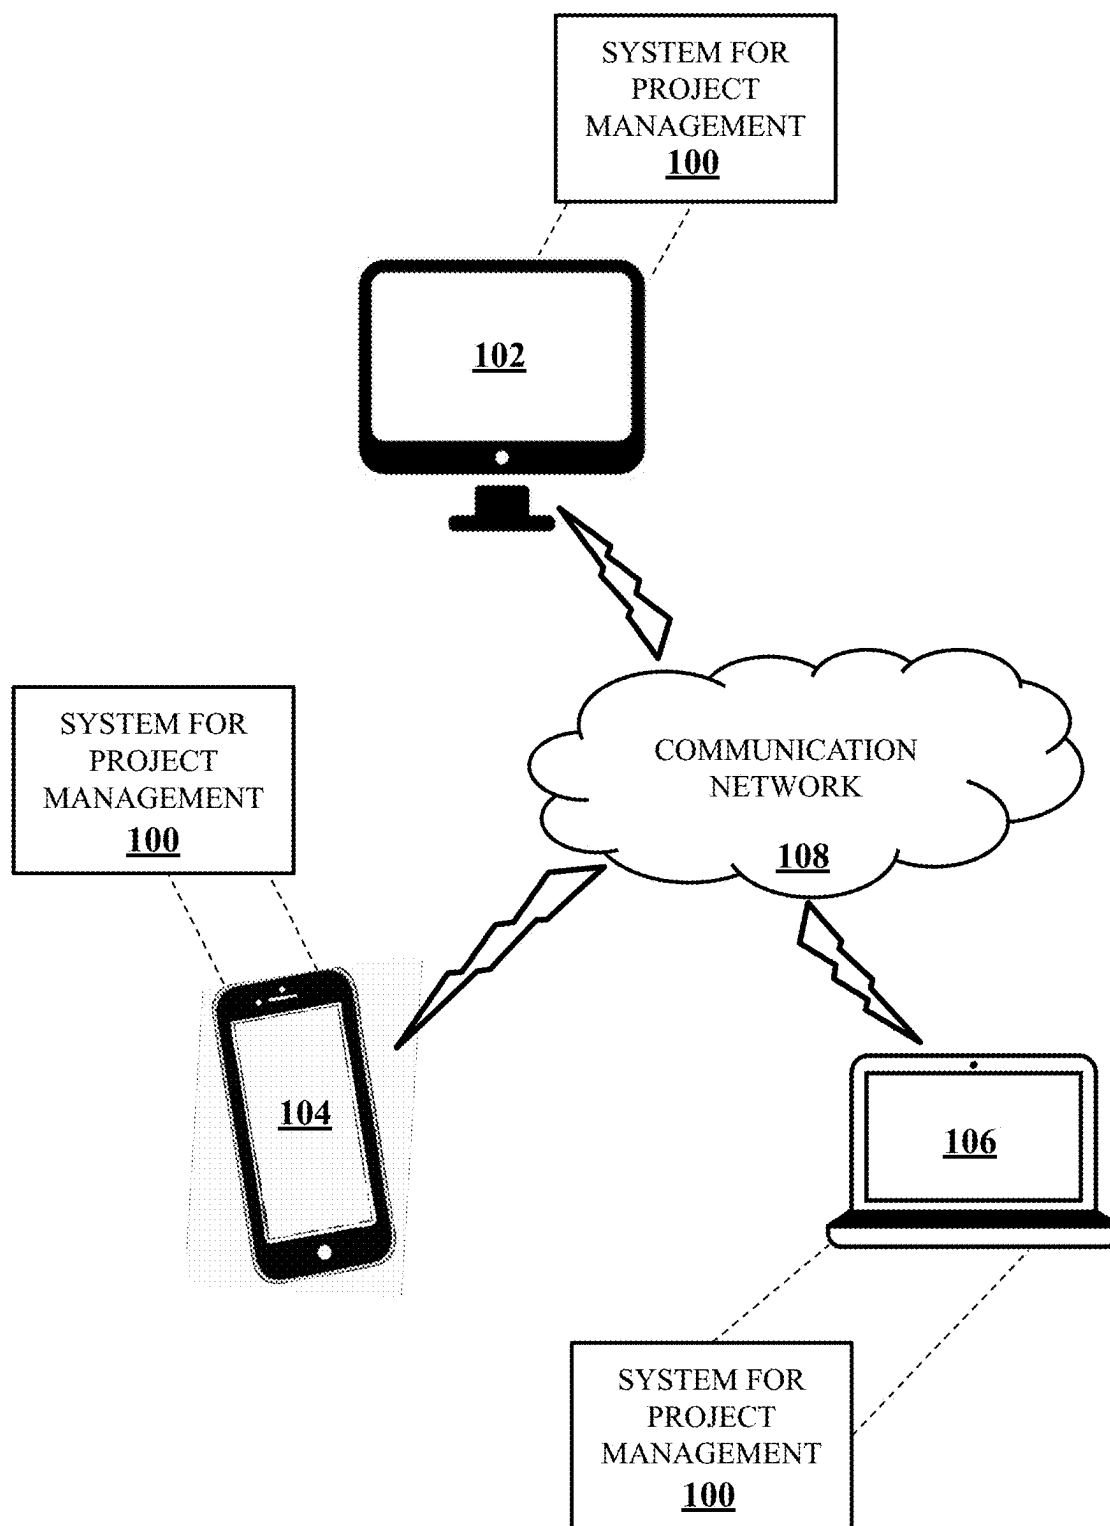 SYSTEM FOR
PROJECT
MANAGEMENT
100
102
SYSTEM FOR
PROJECT
MANAGEMENT
100
COMMUNICATION
NETWORK
108
104
106
SYSTEM FOR
PROJECT
MANAGEMENT
100